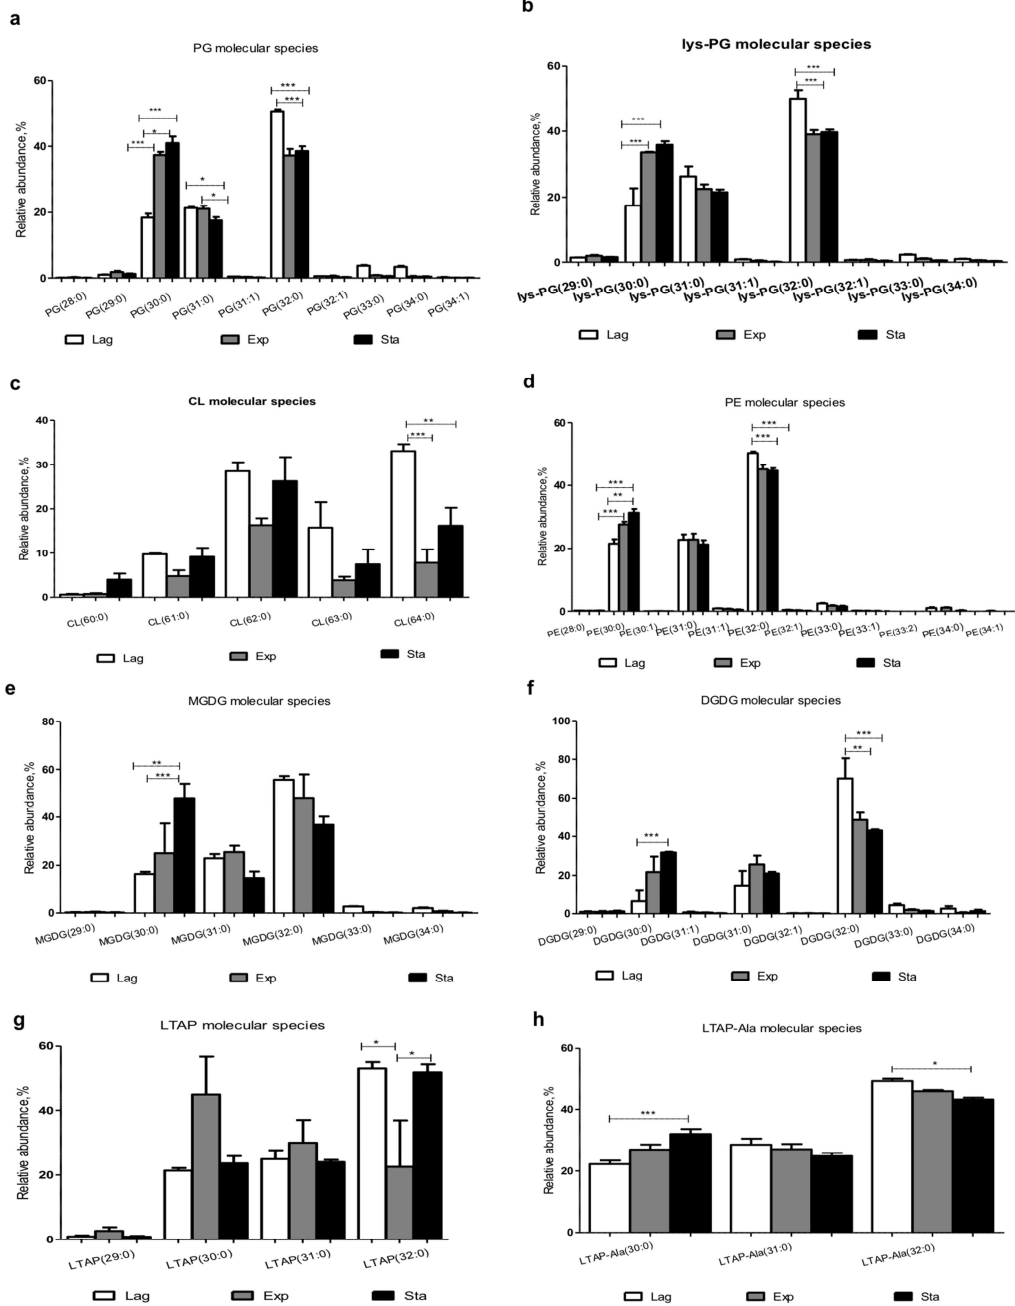 a
PG molecular species
Relative abundance,%
60
40
20
0
***
***
*
*
*
***
***
PG(28:0)
PG(29:0)
PG(30:0)
PG(31:0)
PG(31:1)
PG(32:0)
PG(32:1)
PG(33:0)
PG(34:0)
PG(34:1)
Lag Exp Sta
b
lys-PG molecular species
Relative abundance,%
60
40
20
0
***
***
***
***
lys-PG(29:0)
lys-PG(30:0)
lys-PG(31:0)
lys-PG(31:1)
lys-PG(32:0)
lys-PG(32:1)
lys-PG(33:0)
lys-PG(34:0)
Lag Exp Sta
c
CL molecular species
Relative abundance,%
40
30
20
10
0
**
***
CL(60:0)
CL(61:0)
CL(62:0)
CL(63:0)
CL(64:0)
Lag Exp Sta
d
PE molecular species
Relative abundance,%
60
40
20
0
***
**
***
***
***
PE(28:0)
PE(30:0)
PE(30:1)
PE(31:0)
PE(31:1)
PE(32:0)
PE(32:1)
PE(33:0)
PE(33:1)
PE(33:2)
PE(34:0)
PE(34:1)
Lag Exp Sta
e
MGDG molecular species
Relative abundance,%
80
60
40
20
0
**
***
MGDG(29:0)
MGDG(30:0)
MGDG(31:0)
MGDG(32:0)
MGDG(33:0)
MGDG(34:0)
Lag Exp Sta
f
DGDG molecular species
Relative abundance,%
100
80
60
40
20
0
***
***
**
DGDG(29:0)
DGDG(30:0)
DGDG(31:1)
DGDG(31:0)
DGDG(32:1)
DGDG(32:0)
DGDG(33:0)
DGDG(34:0)
Lag Exp Sta
g
LTAP molecular species
Relative abundance,%
60
40
20
0
*
*
LTAP(29:0)
LTAP(30:0)
LTAP(31:0)
LTAP(32:0)
Lag Exp Sta
h
LTAP-Ala molecular species
Relative abundance,%
60
40
20
0
***
*
LTAP-Ala(30:0)
LTAP-Ala(31:0)
LTAP-Ala(32:0)
Lag Exp Sta